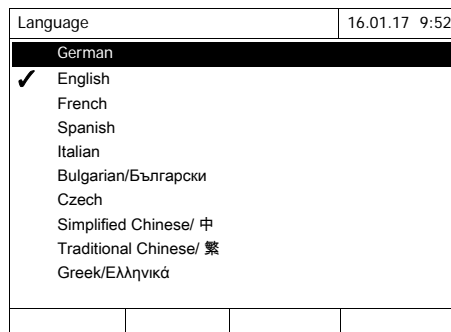 Language 16.01.17 9:52
German
English
French
Spanish
Italian
Bulgarian/Български
Czech
Simplified Chinese/ 中
Traditional Chinese/ 繁
Greek/Ελληνικά